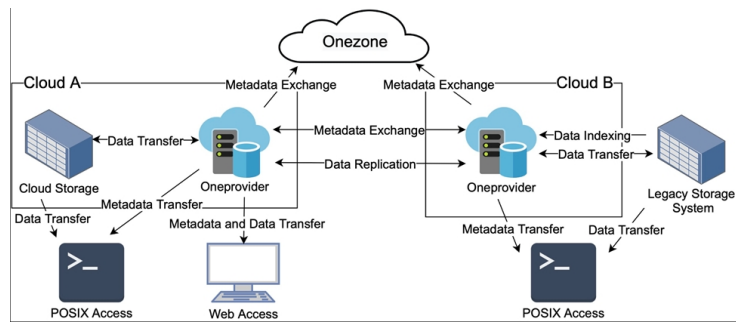 Onezone
Cloud A
Metadata Exchange
Metadata Exchange
Cloud B
Data Transfer
Metadata Exchange
Data Indexing
Data Replication
Data Transfer
Cloud Storage
Oneprovider
Oneprovider
Legacy Storage
System
Metadata Transfer
Data Transfer
Metadata and Data Transfer
Metadata Transfer
Data Transfer
>_
>_
POSIX Access
Web Access
POSIX Access